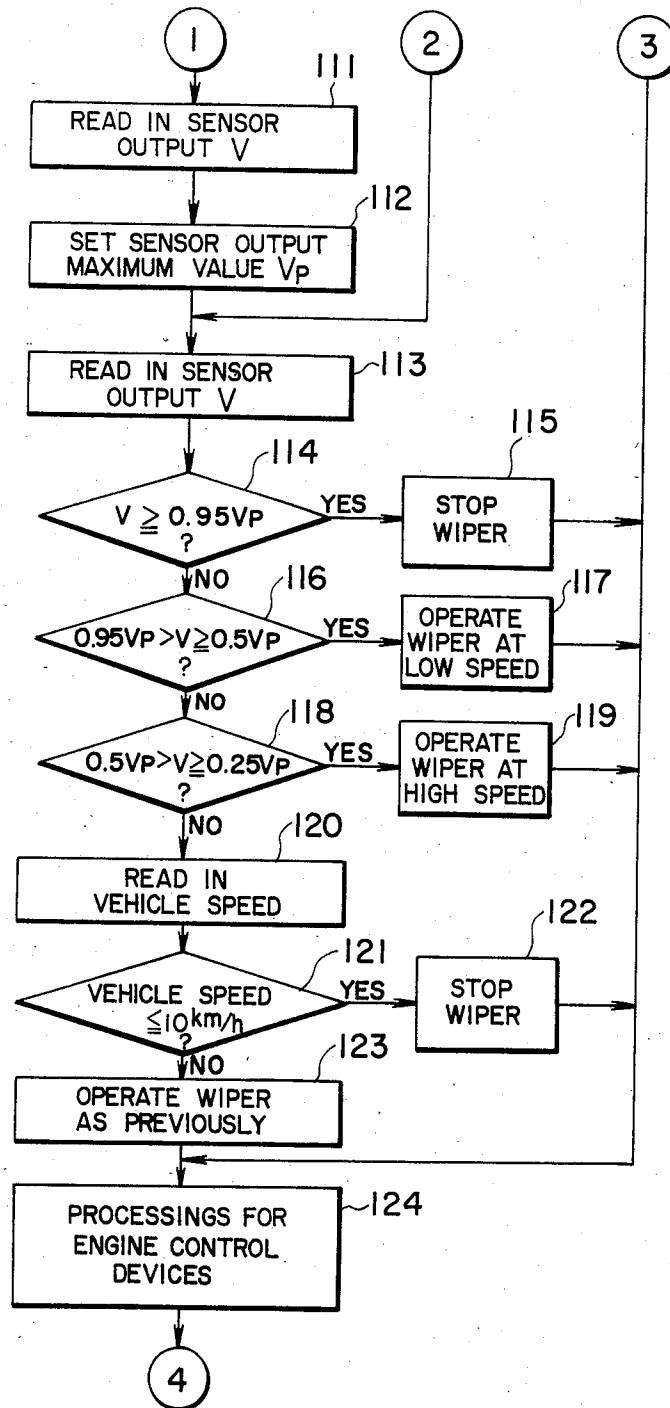 1
2
3
111
READ IN SENSOR
OUTPUT V
112
SET SENSOR OUTPUT
MAXIMUM VALUE VP
READ IN SENSOR
OUTPUT V
113
114
V ≧ 0.95VP
?
YES
115
STOP
WIPER
NO
116
0.95VP>V≧0.5VP
?
YES
117
OPERATE
WIPER AT
LOW SPEED
NO
118
0.5VP>V≧0.25VP
?
YES
119
OPERATE
WIPER AT
HIGH SPEED
NO
120
READ IN
VEHICLE SPEED
121
VEHICLE SPEED
≦10km/h
?
YES
122
STOP
WIPER
NO
123
OPERATE WIPER
AS PREVIOUSLY
124
PROCESSINGS FOR
ENGINE CONTROL
DEVICES
4